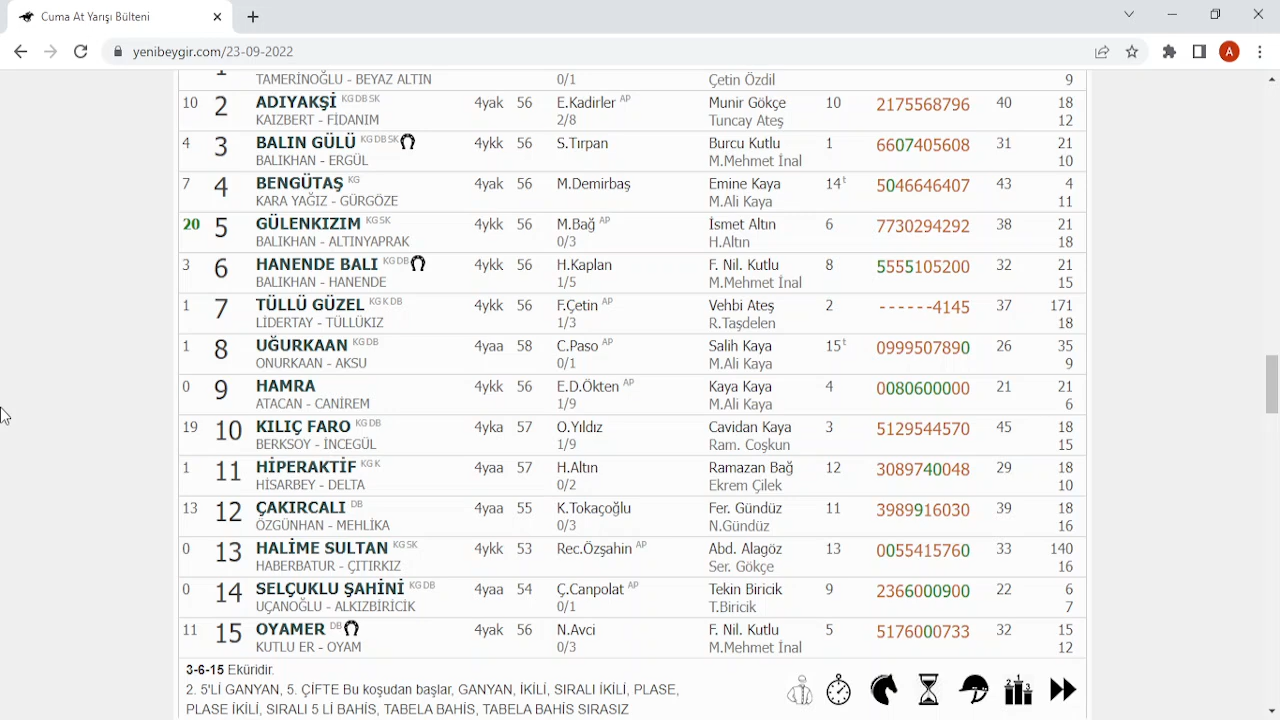 Cuma At Yarışı Bülteni
yenibeygir.com/23-09-2022
A
TAMERİNOĞLU - BEYAZ ALTIN 0/1 Çetin Özdil 9
10 2 ADIYAKŞİ KG DB SK 4yak 56 E.Kadirler AP Munir Gökçe 10 2175568796 40 18
KAIZBERT - FİDANIM 2/8 Tuncay Ateş 12
4 3 BALIN GÜLÜ KG DB SK 4ykk 56 S.Tırpan Burcu Kutlu 1 6607405608 31 21
BALIKHAN - ERGÜL M.Mehmet İnal 10
7 4 BENGÜTAŞ KG 4yak 56 M.Demirbaş Emine Kaya 14t 5046646407 43 4
KARA YAĞIZ - GÜRGÖZE M.Ali Kaya 11
20 5 GÜLENKIZIM KG SK 4ykk 56 M.Bağ AP İsmet Altın 6 7730294292 38 21
BALIKHAN - ALTINYAPRAK 0/3 H.Altın 18
3 6 HANENDE BALI KG DB 4ykk 56 H.Kaplan F. Nil. Kutlu 8 5555105200 32 21
BALIKHAN - HANENDE 1/5 M.Mehmet İnal 15
1 7 TÜLLÜ GÜZEL KG K DB 4ykk 56 F.Çetin AP Vehbi Ateş 2 ------4145 37 171
LİDERTAY - TÜLLÜKIZ 1/3 R.Taşdelen 18
1 8 UĞURKAAN KG DB 4yaa 58 C.Paso AP Salih Kaya 15t 0999507890 26 35
ONURKAAN - AKSU 0/1 M.Ali Kaya 9
0 9 HAMRA 4ykk 56 E.D.Ökten AP Kaya Kaya 4 0080600000 21 21
ATACAN - CANİREM 1/9 M.Ali Kaya 6
19 10 KILIÇ FARO KG DB 4yka 57 O.Yıldız Cavidan Kaya 3 5129544570 45 18
BERKSOY - İNCEGÜL 1/9 Ram. Coşkun 15
1 11 HİPERAKTİF KG K 4yaa 57 H.Altın Ramazan Bağ 12 3089740048 29 18
HİSARBEY - DELTA 0/2 Ekrem Çilek 10
13 12 ÇAKIRCALI DB 4yaa 55 K.Tokaçoğlu Fer. Gündüz 11 3989916030 39 18
ÖZGÜNHAN - MEHLİKA 0/3 N.Gündüz 16
0 13 HALİME SULTAN KG SK 4ykk 53 Rec.Özşahin AP Abd. Alagöz 13 0055415760 33 140
HABERBATUR - ÇITIRKIZ Ser. Gökçe 16
0 14 SELÇUKLU ŞAHİNİ KG DB 4yaa 54 Ç.Canpolat AP Tekin Biricik 9 2366000900 22 6
UÇANOĞLU - ALKIZBİRİCİK 0/1 T.Biricik 7
11 15 OYAMER DB 4yak 56 N.Avci F. Nil. Kutlu 5 5176000733 32 15
KUTLU ER - OYAM 0/3 M.Mehmet İnal 12
3-6-15 Eküridir.
2. 5'Lİ GANYAN, 5. ÇİFTE Bu koşudan başlar, GANYAN, İKİLİ, SIRALI İKİLİ, PLASE,
PLASE İKİLİ, SIRALI 5 Lİ BAHİS, TABELA BAHİS, TABELA BAHİS SIRASIZ